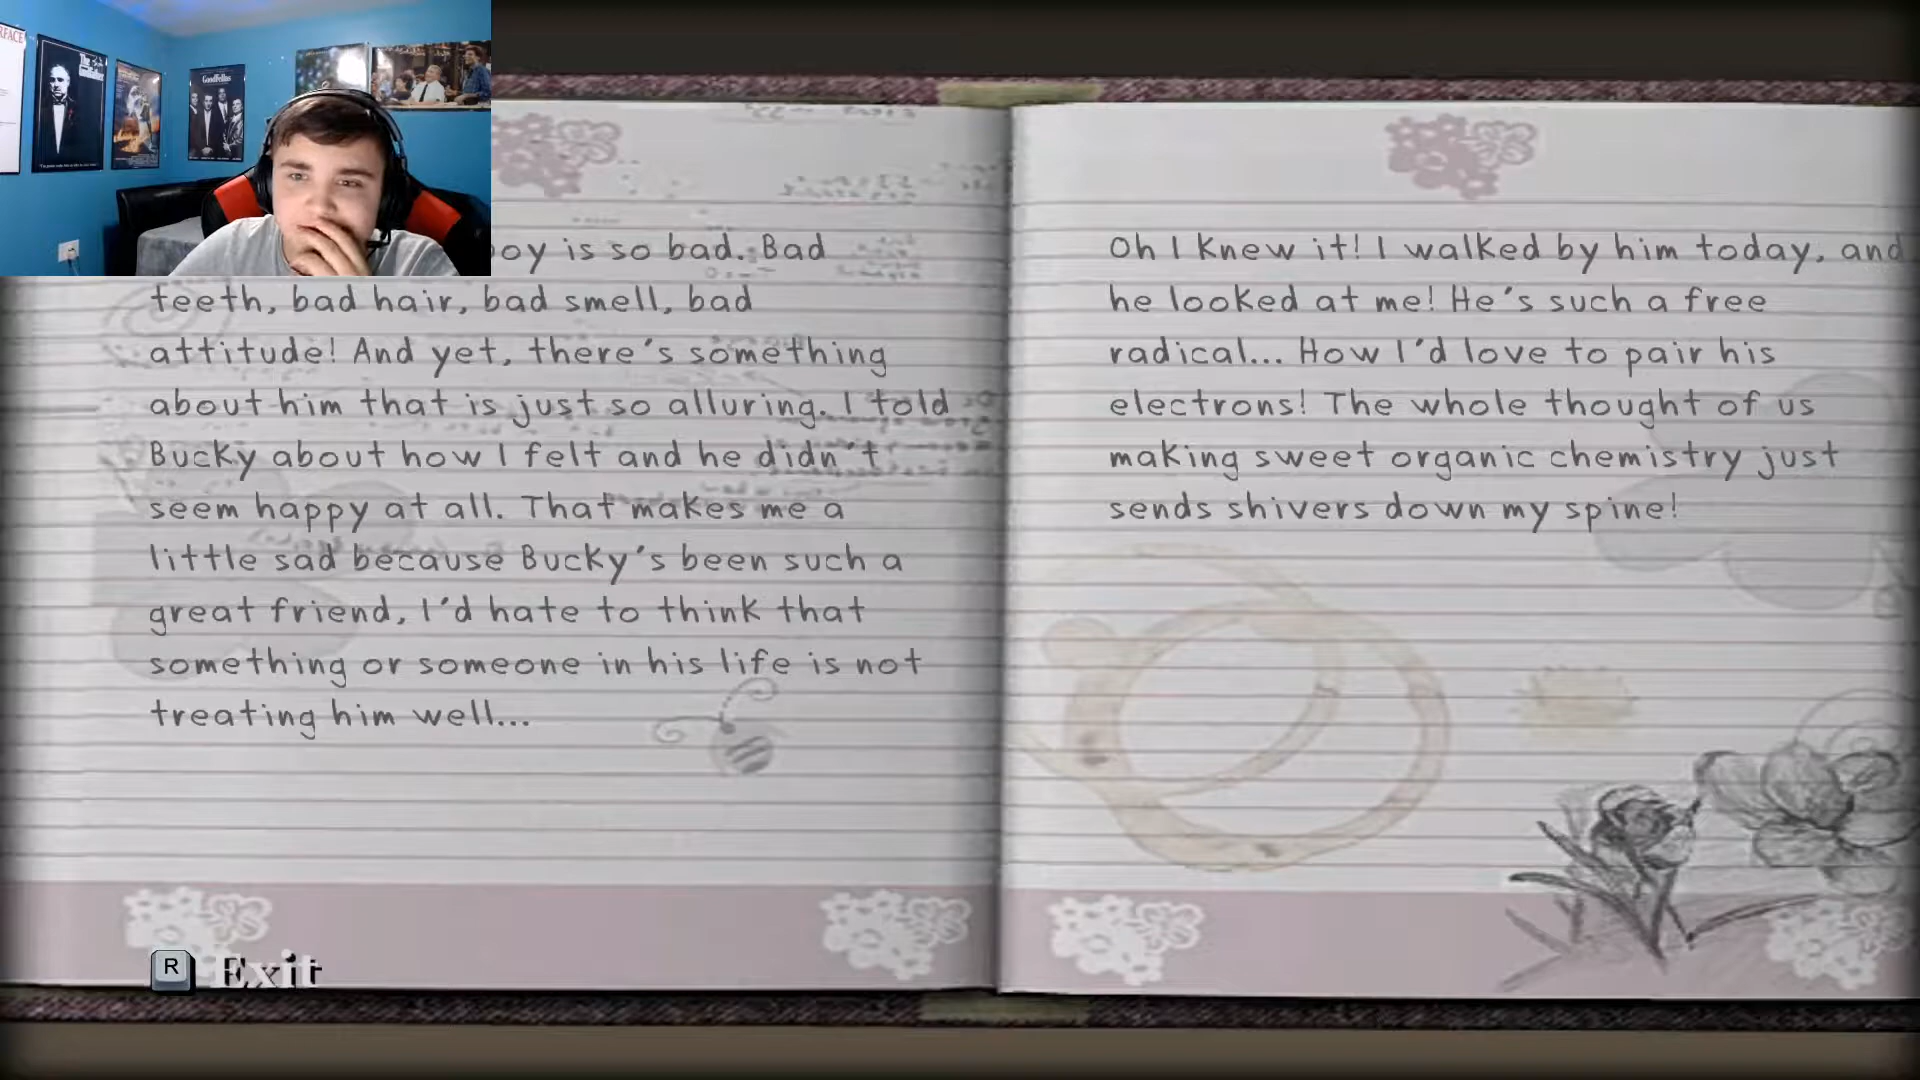 RFACE
The Godfather
GoodFellas
boy is so bad. Bad
teeth, bad hair, bad smell, bad
attitude! And yet, there's something
about him that is just so alluring. I told
Bucky about how I felt and he didn't
seem happy at all. That makes me a
little sad because Bucky's been such a
great friend, I'd hate to think that
something or someone in his life is not
treating him well...
Oh I knew it! I walked by him today, and
he looked at me! He's such a free
radical... How I'd love to pair his
electrons! The whole thought of us
making sweet organic chemistry just
sends shivers down my spine!
R Exit